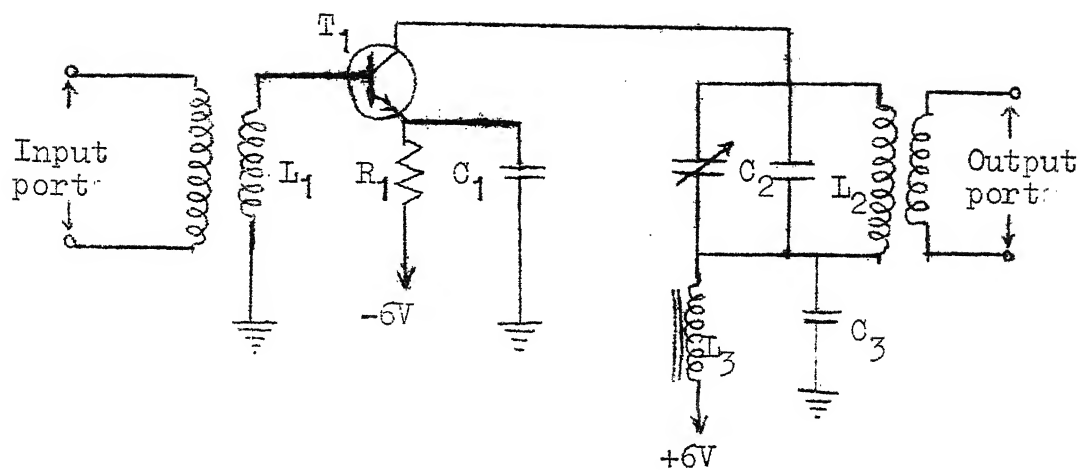 T1
Input
port
L1
R1
C1
C2
L2
Output
port
-6V
L3
C3
+6V